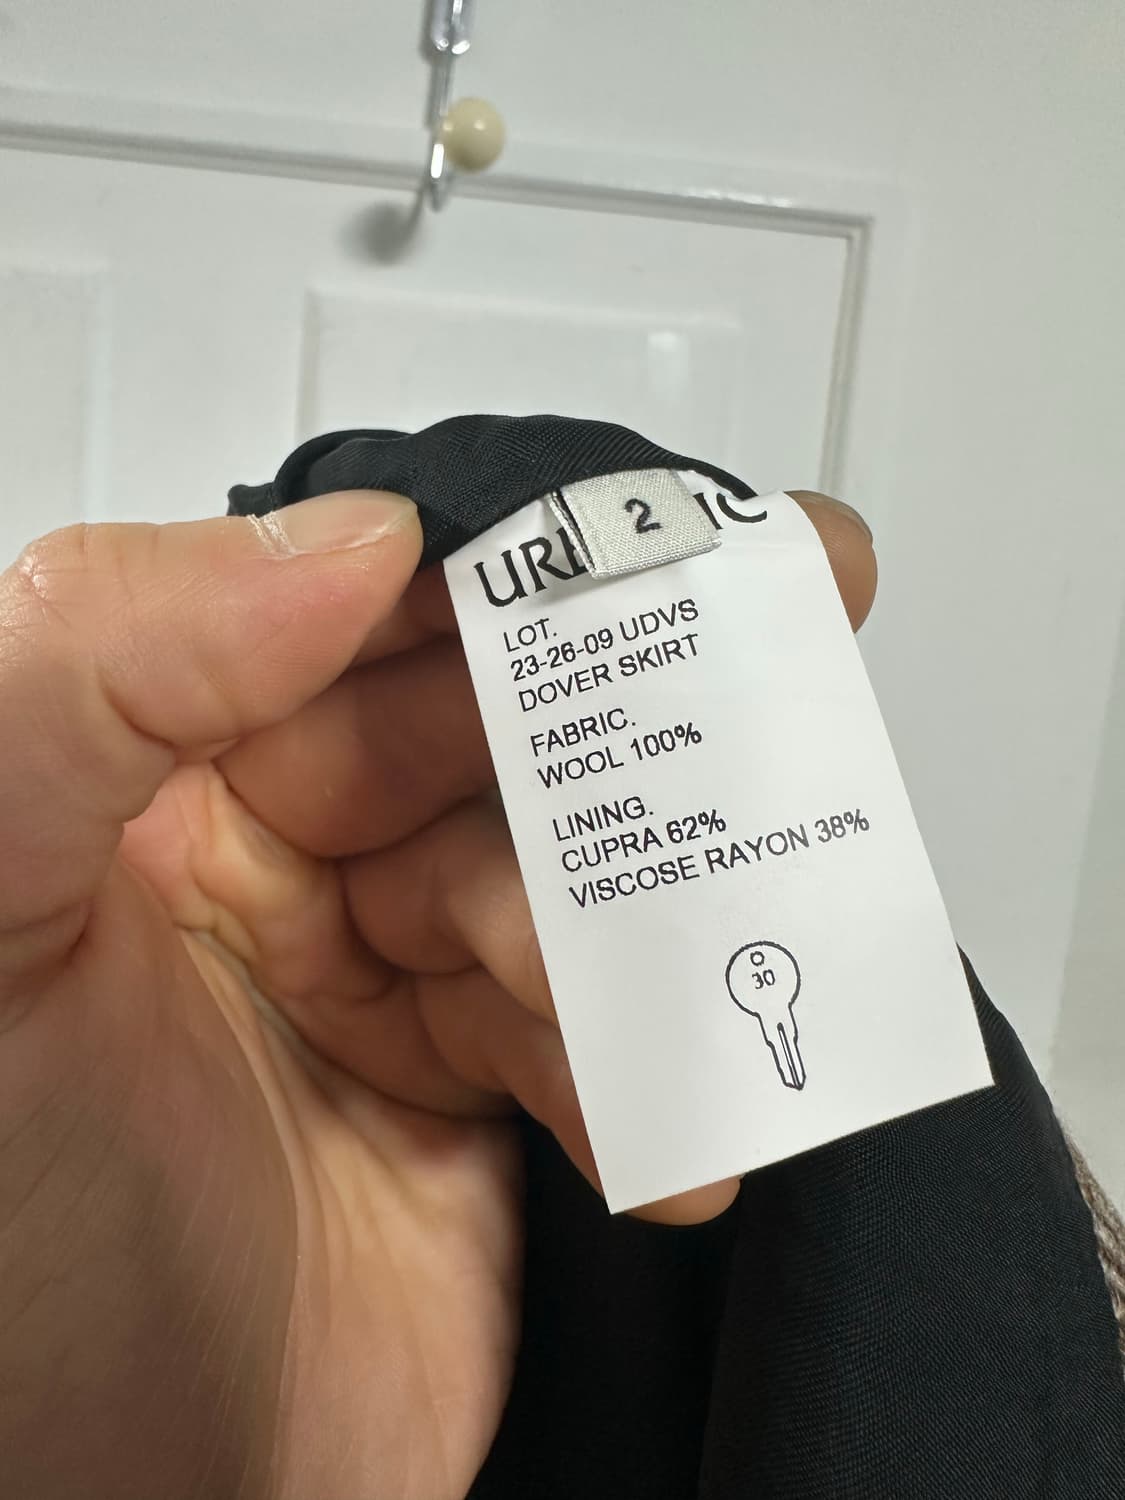 2
LOT.
23-26-09 UDVS
DOVER SKIRT
FABRIC.
WOOL 100%
LINING.
CUPRA 62%
VISCOSE RAYON 38%
30